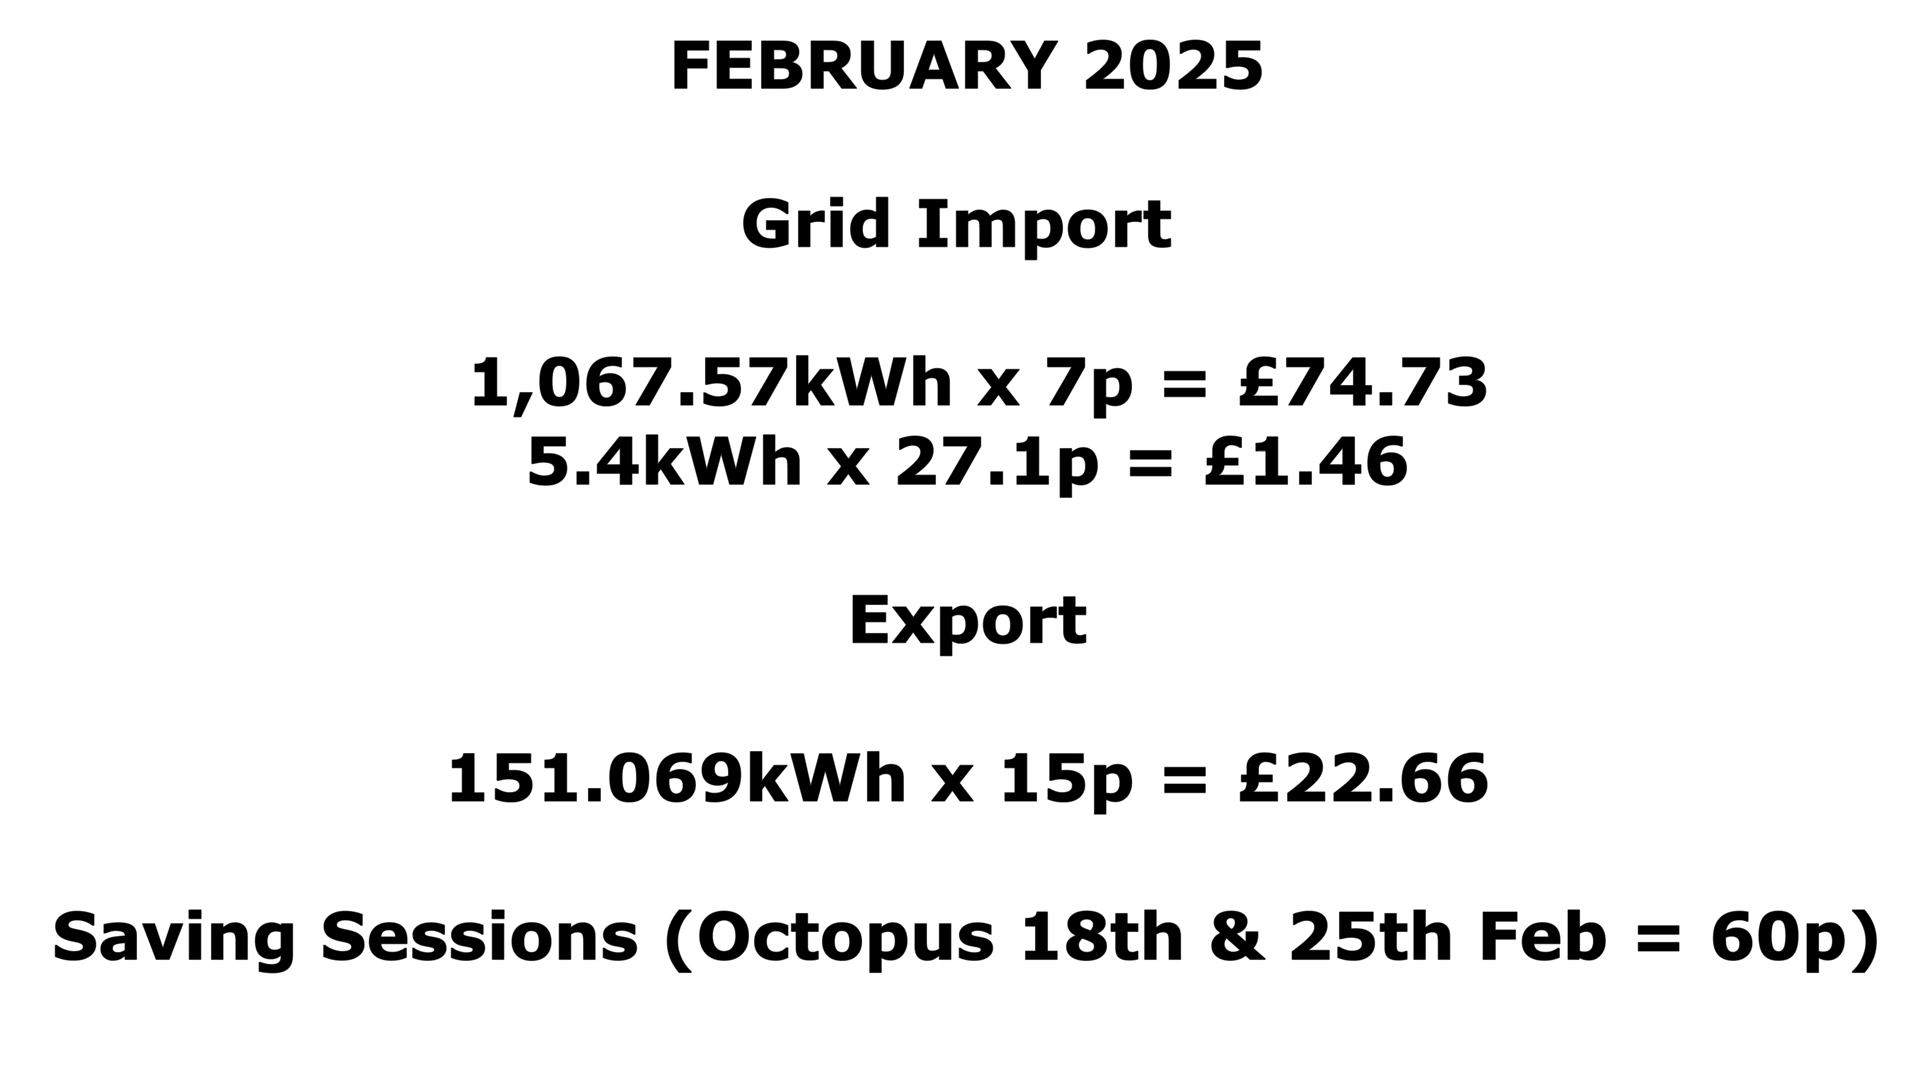 FEBRUARY 2025
Grid Import
1,067.57kWh x 7p = £74.73
5.4kWh x 27.1p = £1.46
Export
151.069kWh x 15p = £22.66
Saving Sessions (Octopus 18th & 25th Feb = 60p)